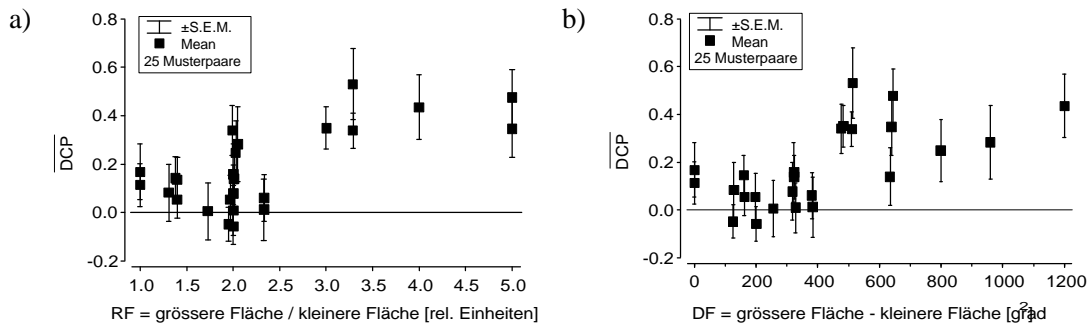 a)
±S.E.M.
Mean
25 Musterpaare
0.8
0.6
0.4
0.2
0.0
-0.2
DCP
1.0 1.5 2.0 2.5 3.0 3.5 4.0 4.5 5.0
RF = grössere Fläche / kleinere Fläche [rel. Einheiten]
b)
±S.E.M.
Mean
25 Musterpaare
0.8
0.6
0.4
0.2
0.0
-0.2
DCP
0 200 400 600 800 1000 1200
DF = grössere Fläche - kleinere Fläche [grad²]